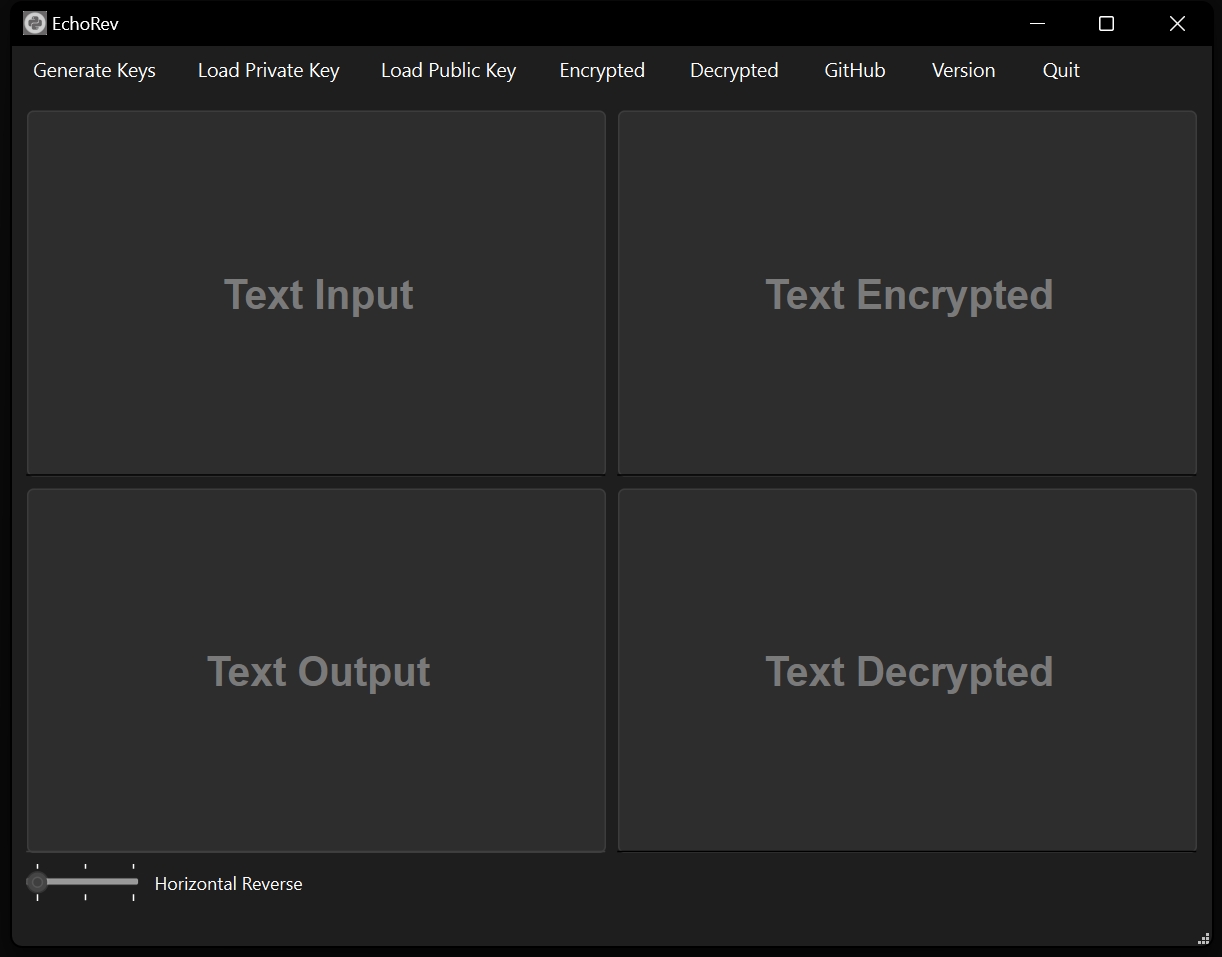 EchoRev
Generate Keys Load Private Key Load Public Key Encrypted Decrypted GitHub Version Quit
Text Input
Text Encrypted
Text Output
Text Decrypted
Horizontal Reverse